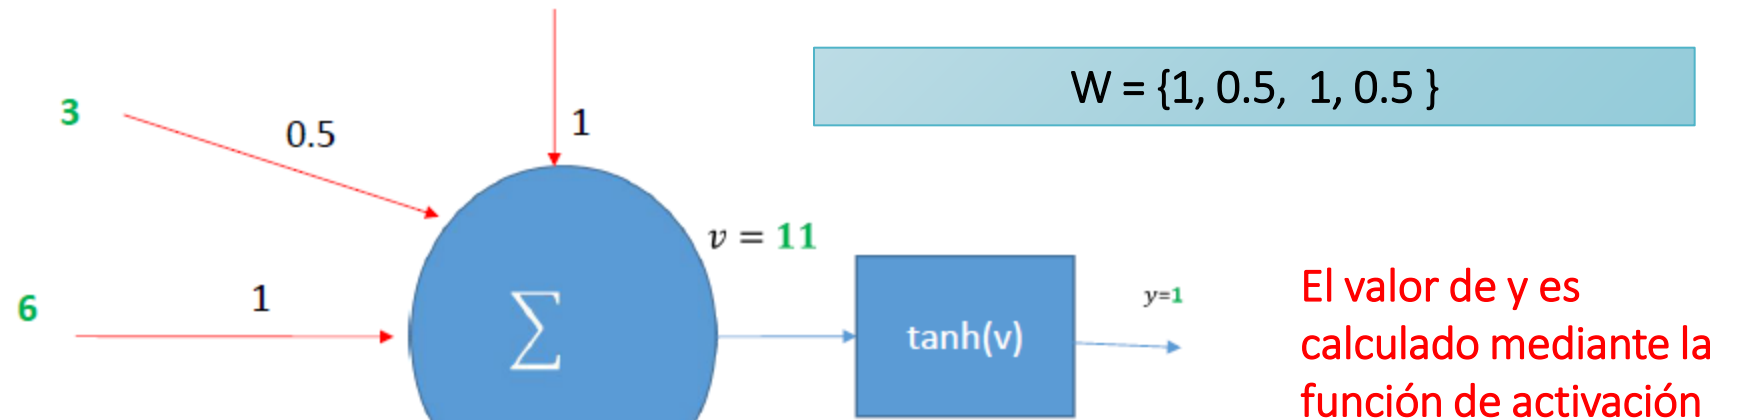 W = {1, 0.5, 1, 0.5 }
3
0.5
1
v = 11
6
1
∑
tanh(v)
y=1
El valor de y es
calculado mediante la
función de activación